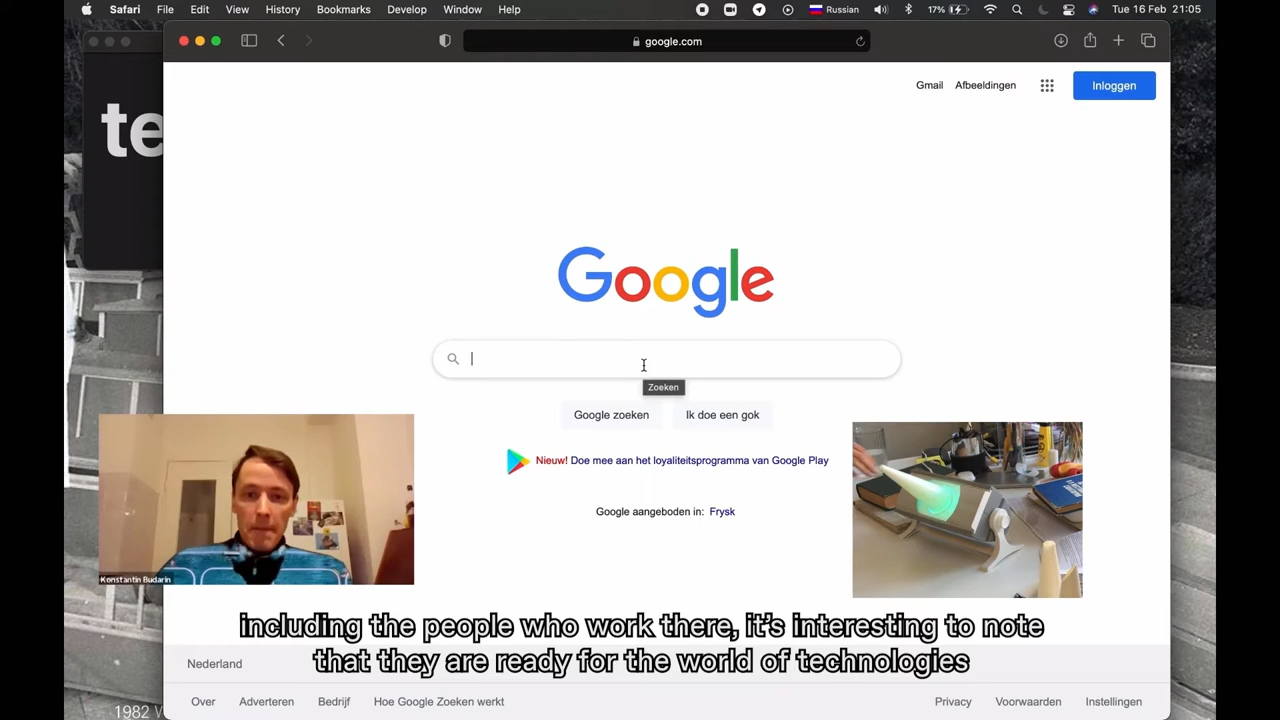 Safari File Edit View History Bookmarks Develop Window Help Russian 17% Tue 16 Feb 21:05
google.com
Gmail Afbeeldingen Inloggen
te
Google
Zoeken
Google zoeken Ik doe een gok
Nieuw! Doe mee aan het loyaliteitsprogramma van Google Play
Google aangeboden in: Frysk
Konstantin Budarin
including the people who work there, it's interesting to note
that they are ready for the world of technologies
Nederland
Over Adverteren Bedrijf Hoe Google Zoeken werkt Privacy Voorwaarden Instellingen
1982